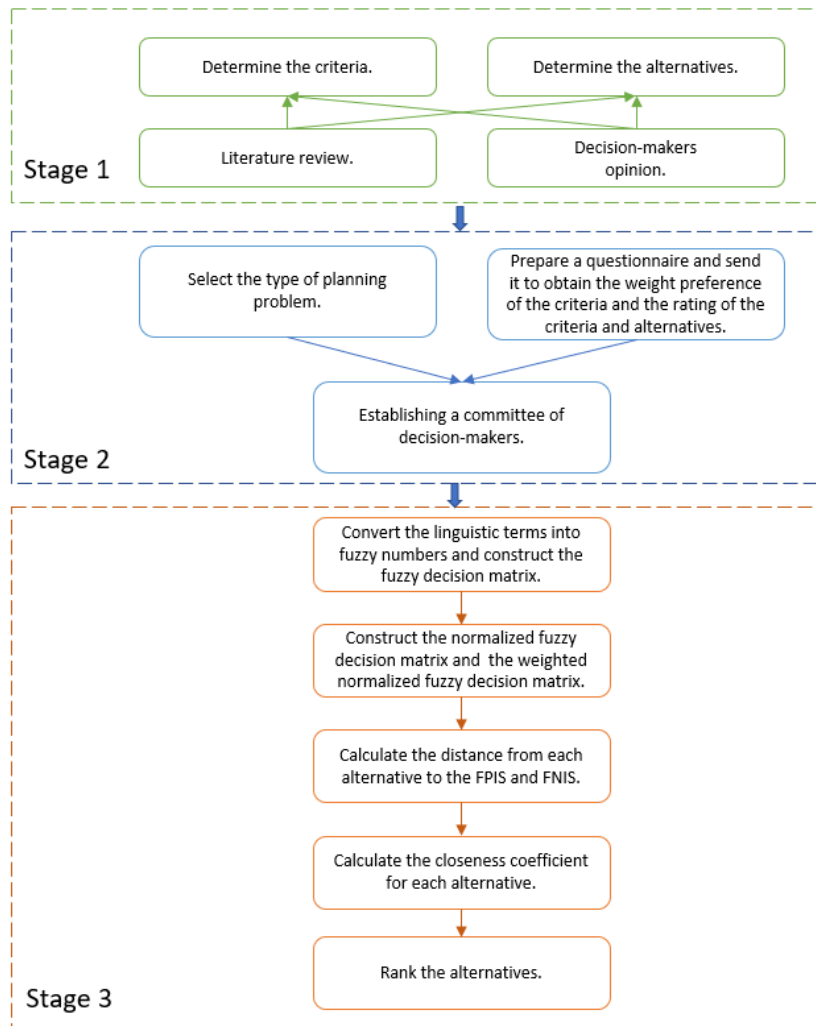 Determine the criteria.
Determine the alternatives.
Literature review.
Decision-makers
opinion.
Stage 1
Select the type of planning
problem.
Prepare a questionnaire and send
it to obtain the weight preference
of the criteria and the rating of the
criteria and alternatives.
Establishing a committee of
decision-makers.
Stage 2
Convert the linguistic terms into
fuzzy numbers and construct the
fuzzy decision matrix.
Construct the normalized fuzzy
decision matrix and the weighted
normalized fuzzy decision matrix.
Calculate the distance from each
alternative to the FPIS and FNIS.
Calculate the closeness coefficient
for each alternative.
Rank the alternatives.
Stage 3